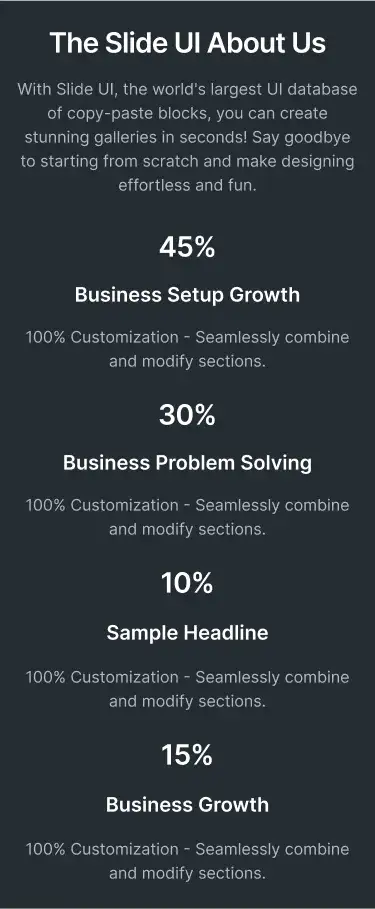 The Slide UI About Us
With Slide UI, the world's largest UI database
of copy-paste blocks, you can create
stunning galleries in seconds! Say goodbye
to starting from scratch and make designing
effortless and fun.
45%
Business Setup Growth
100% Customization - Seamlessly combine
and modify sections.
30%
Business Problem Solving
100% Customization - Seamlessly combine
and modify sections.
10%
Sample Headline
100% Customization - Seamlessly combine
and modify sections.
15%
Business Growth
100% Customization - Seamlessly combine
and modify sections.